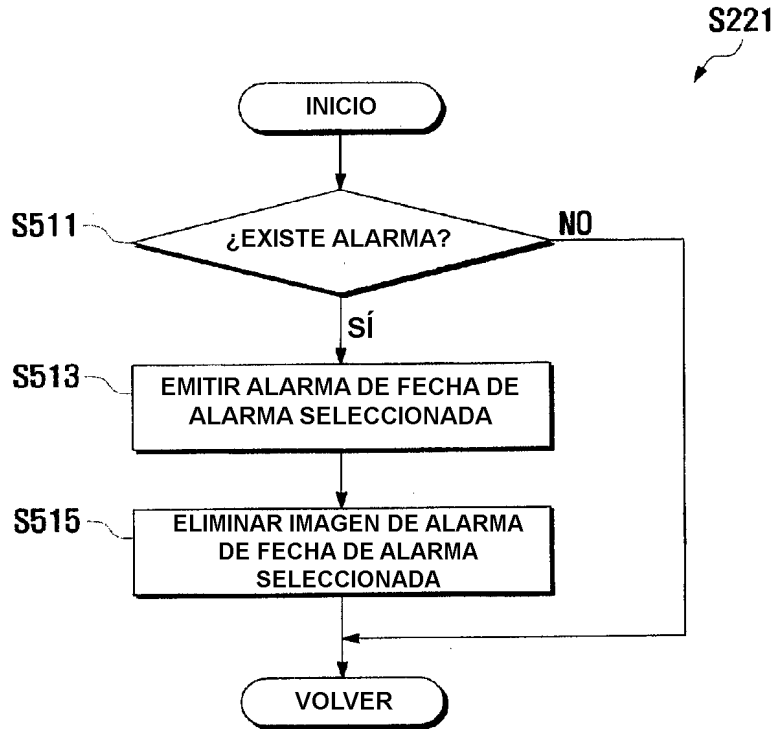 S221
INICIO
S511
¿EXISTE ALARMA?
NO
SÍ
S513
EMITIR ALARMA DE FECHA DE
ALARMA SELECCIONADA
S515
ELIMINAR IMAGEN DE ALARMA
DE FECHA DE ALARMA
SELECCIONADA
VOLVER